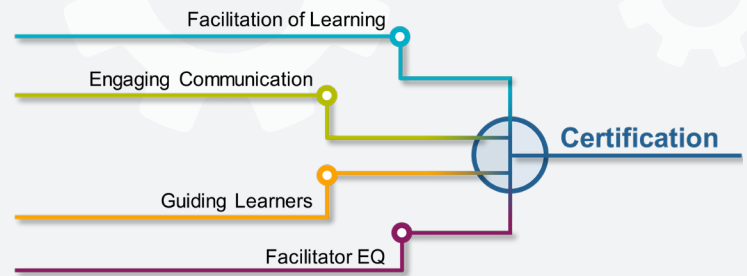 Facilitation of Learning
Engaging Communication
Certification
Guiding Learners
Facilitator EQ